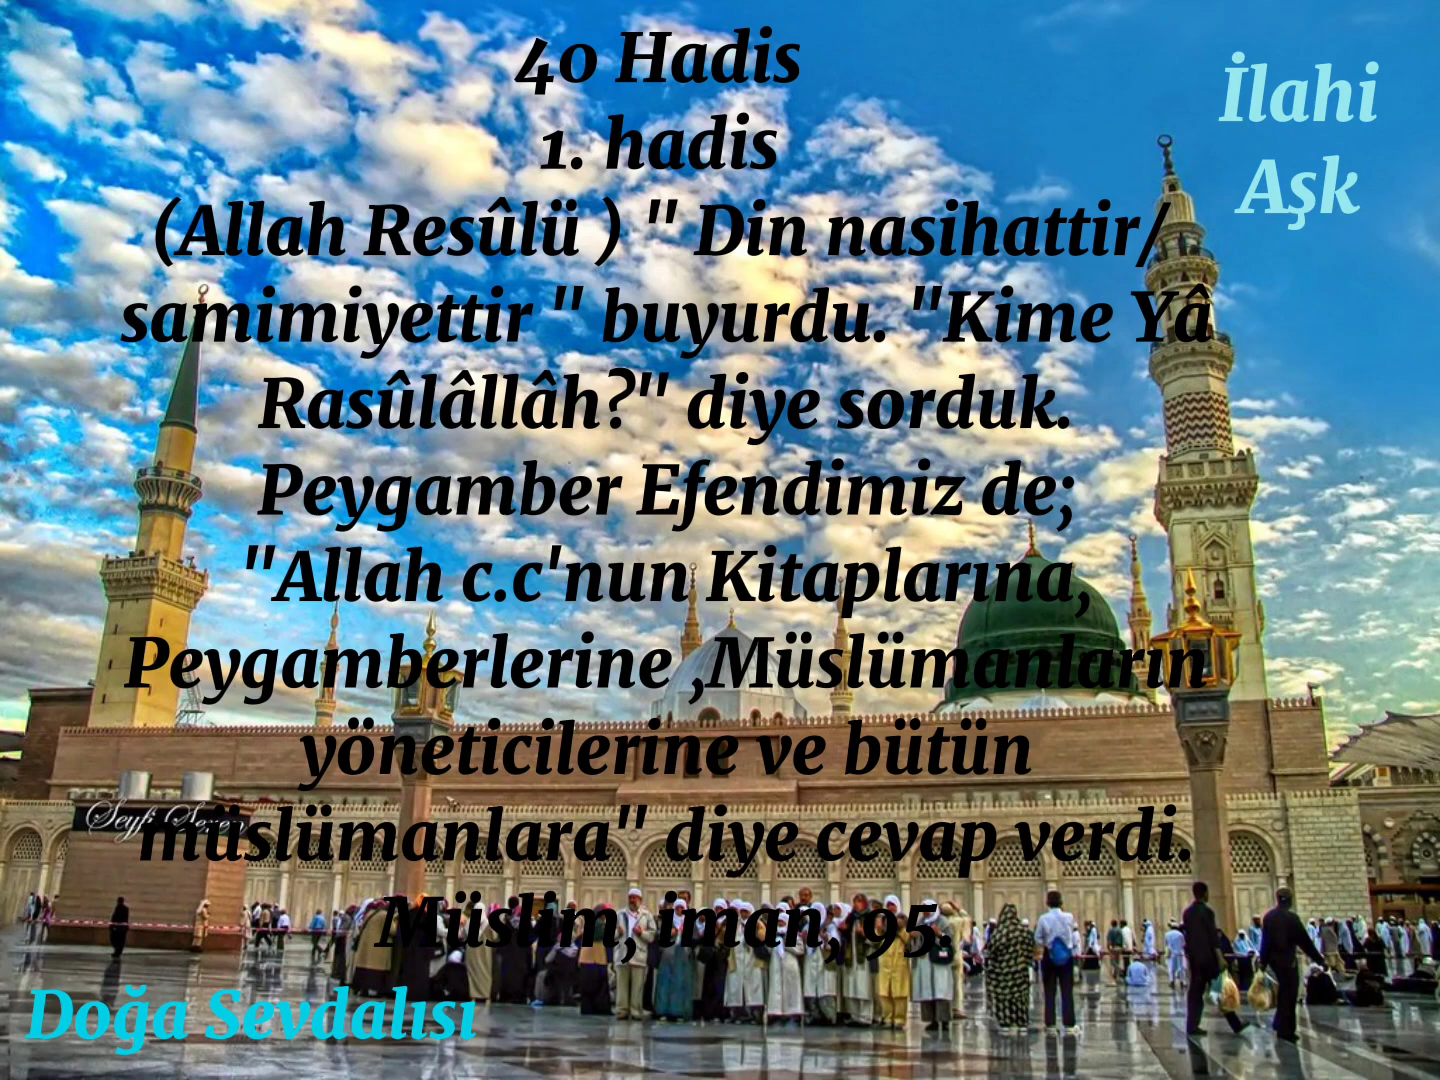 40 Hadis
1. hadis
(Allah Resûlü ) " Din nasihattir/
samimiyettir " buyurdu. "Kime Yâ
Rasûlâllâh?" diye sorduk.
Peygamber Efendimiz de;
"Allah c.c'nun Kitaplarına,
Peygamberlerine ,Müslümanların
yöneticilerine ve bütün
müslümanlara" diye cevap verdi.
Müslim, iman, 95.
İlahi
Aşk
Seyfi
Doğa Sevdalısı